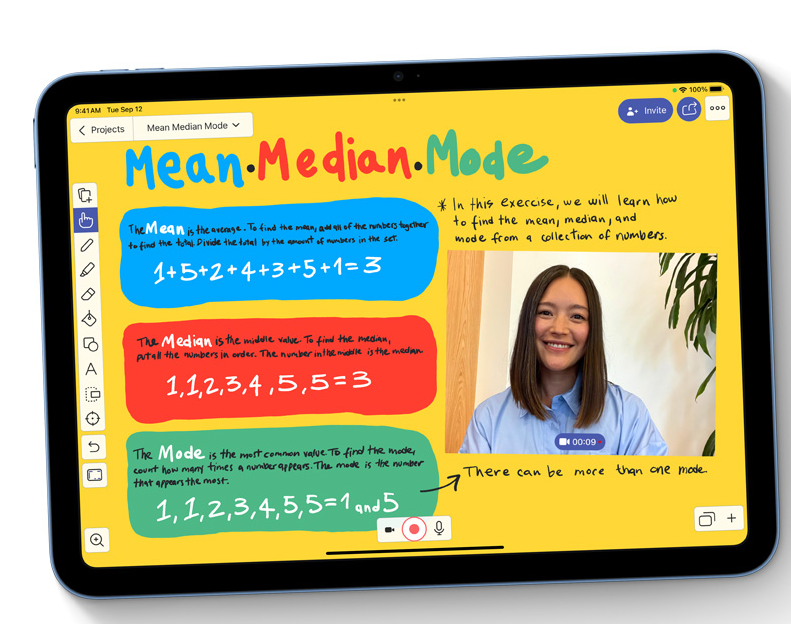 9:41 AM Tue Sep 12
100%
Projects
Mean Median Mode
Invite
Mean·Median·Mode
The Mean is the average. To find the mean, add all of the numbers together
to find the total. Divide the total by the amount of numbers in the set.
1+5+2+4+3+5+1=3
* In this exercise, we will learn how
to find the mean, median, and
mode from a collection of numbers.
The Median is the middle value. To find the median,
put all the numbers in order. The number in the middle is the median.
1,1,2,3,4,5,5=3
A
00:09
The Mode is the most common value. To find the mode,
count how many times a number appears. The mode is the number
that appears the most.
1,1,2,3,4,5,5=1 and 5
There can be more than one mode.